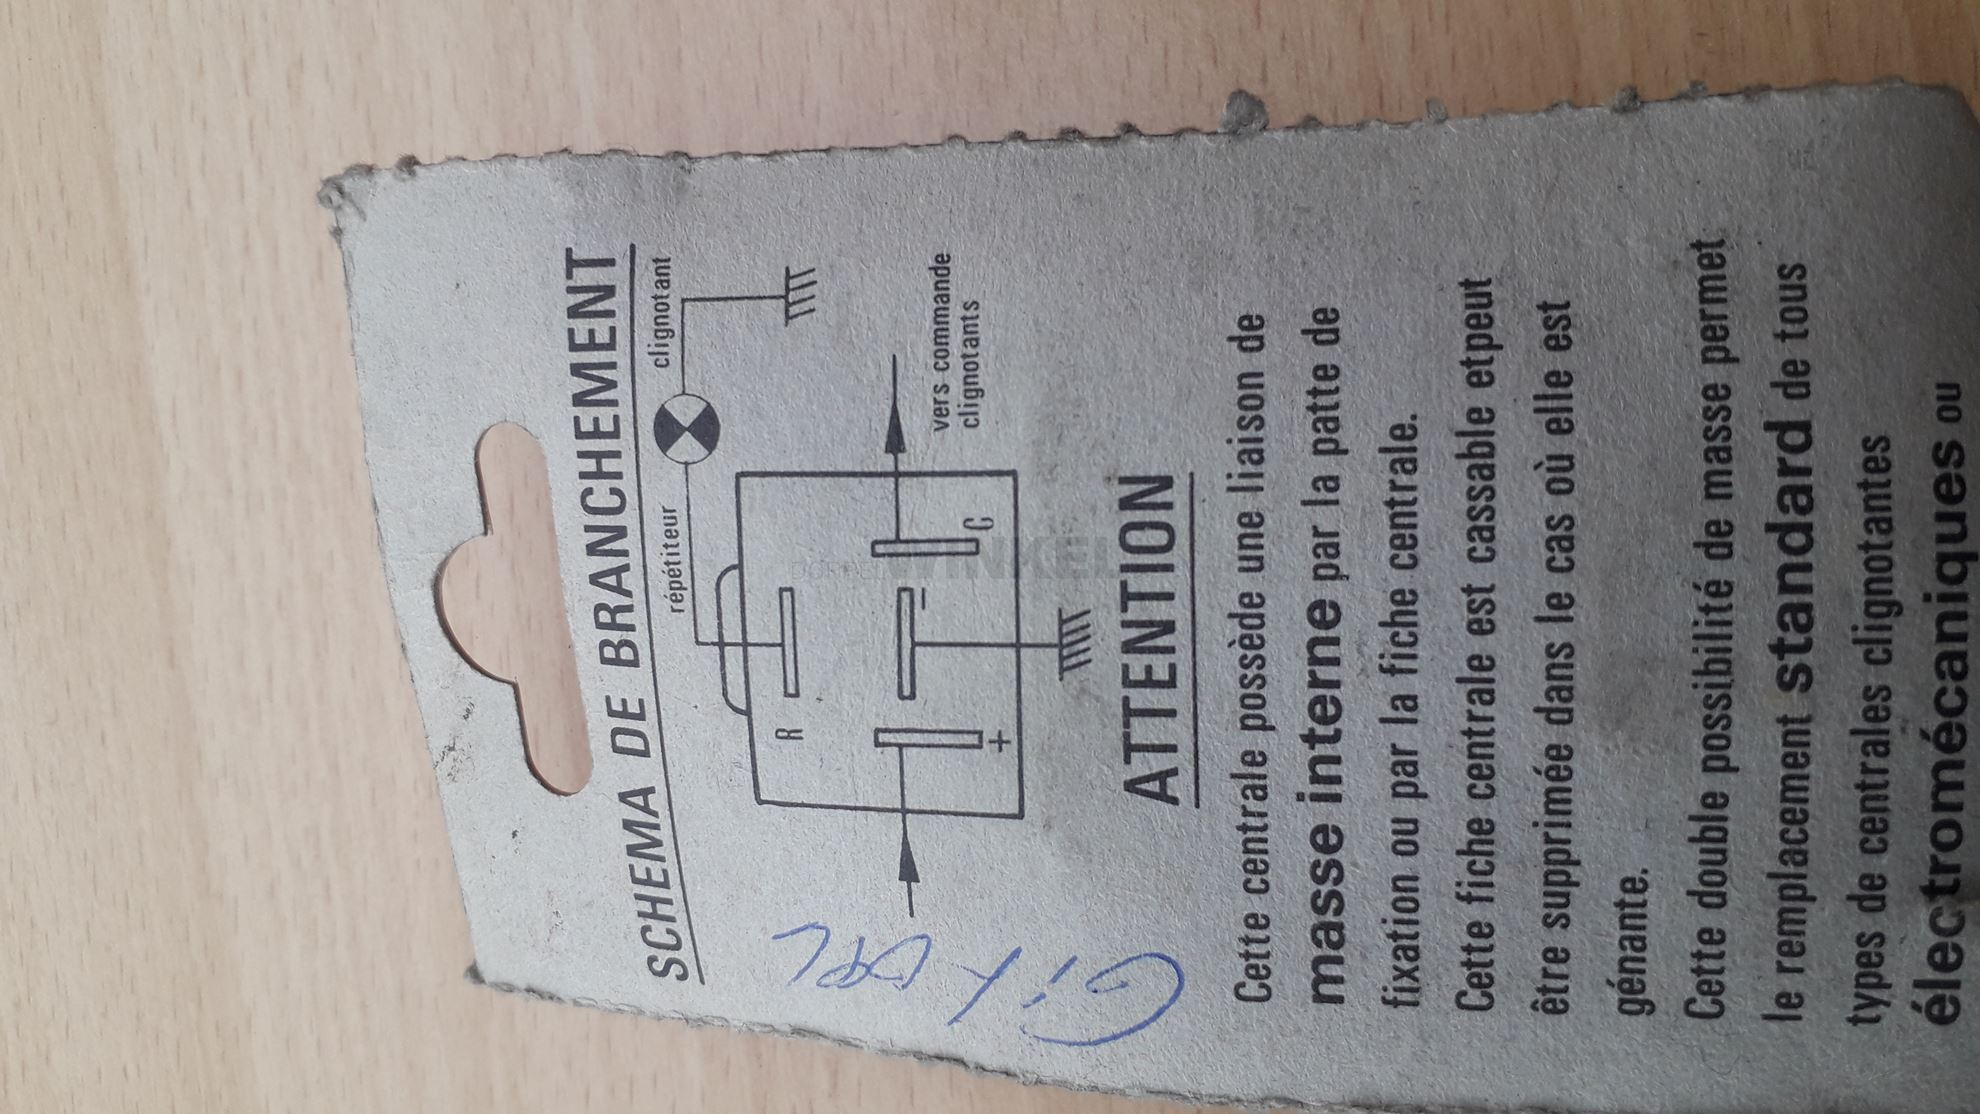 SCHEMA DE BRANCHEMENT
répétiteur
clignotant
R
+
-
C
vers commande
clignotants
ATTENTION
Cette centrale possède une liaison de
masse interne par la patte de
fixation ou par la fiche centrale.
Cette fiche centrale est cassable etpeut
être supprimée dans le cas où elle est
génante.
Cette double possibilité de masse permet
le remplacement standard de tous
types de centrales clignotantes
électromécaniques ou
WINKEL